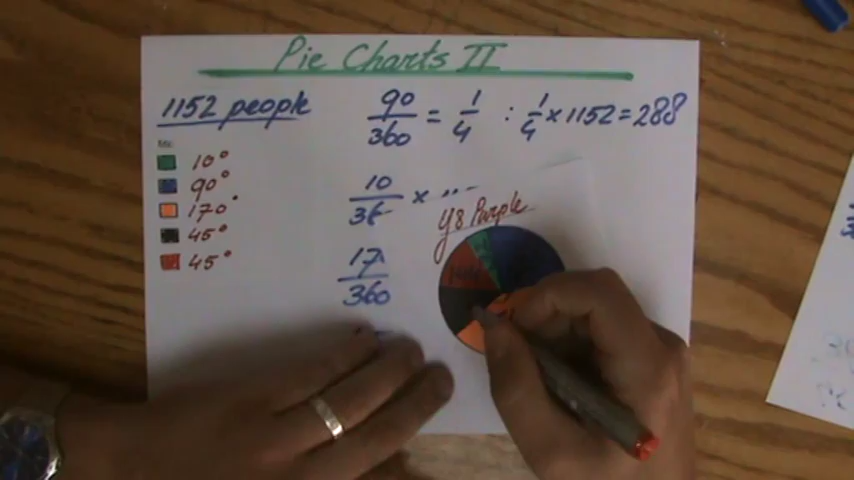 Pie Charts II
1152 people
90/360 = 1/4 : 1/4 × 1152 = 288
10°
90°
170°
45°
45°
10/36 × "--
Y8 Purple
17/360